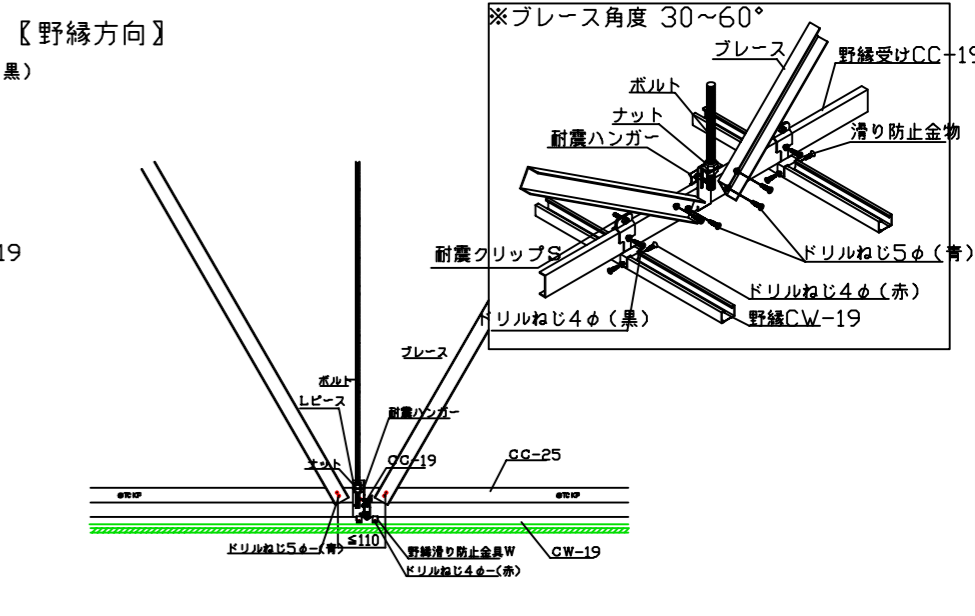 【野縁方向】
黒）
19
※ブレース角度 30～60°
ブレース
野縁受けCC-19
ボルト
ナット
耐震ハンガー
滑り防止金物
耐震クリップS
ドリルねじ5φ（青）
ドリルねじ4φ（赤）
ドリルねじ4φ（黒）
野縁CW-19
ブレース
ボルト
Lピース
耐震ハンガー
ナット
CC-19
CC-25
≦110
ドリルねじ5φ-(青)
野縁滑り防止金具W
ドリルねじ4φ-(赤)
CW-19